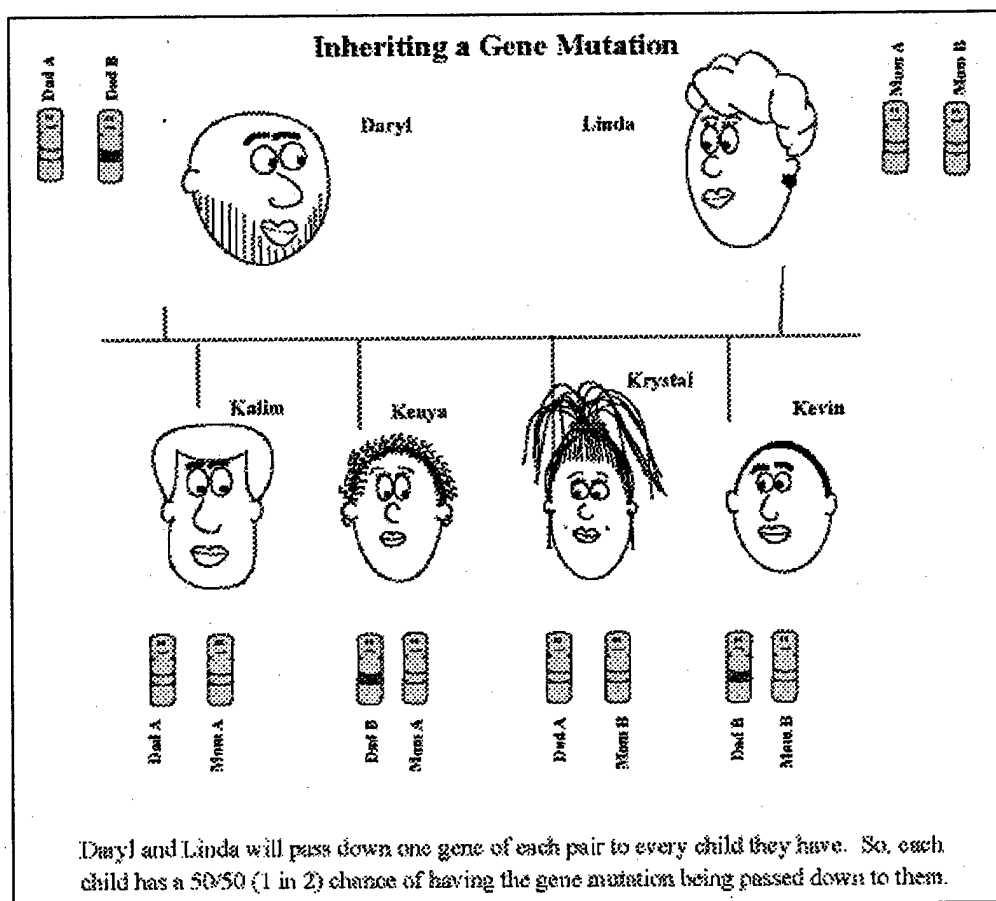 Inheriting a Gene Mutation
Dad A
Dad B
Daryl
Linda
Mom A
Mom B
Kalim
Kenya
Krystal
Kevin
Dad A
Mom A
Dad B
Mom A
Dad A
Mom B
Dad B
Mom B
Daryl and Linda will pass down one gene of each pair to every child they have. So, each
child has a 50/50 (1 in 2) chance of having the gene mutation being passed down to them.